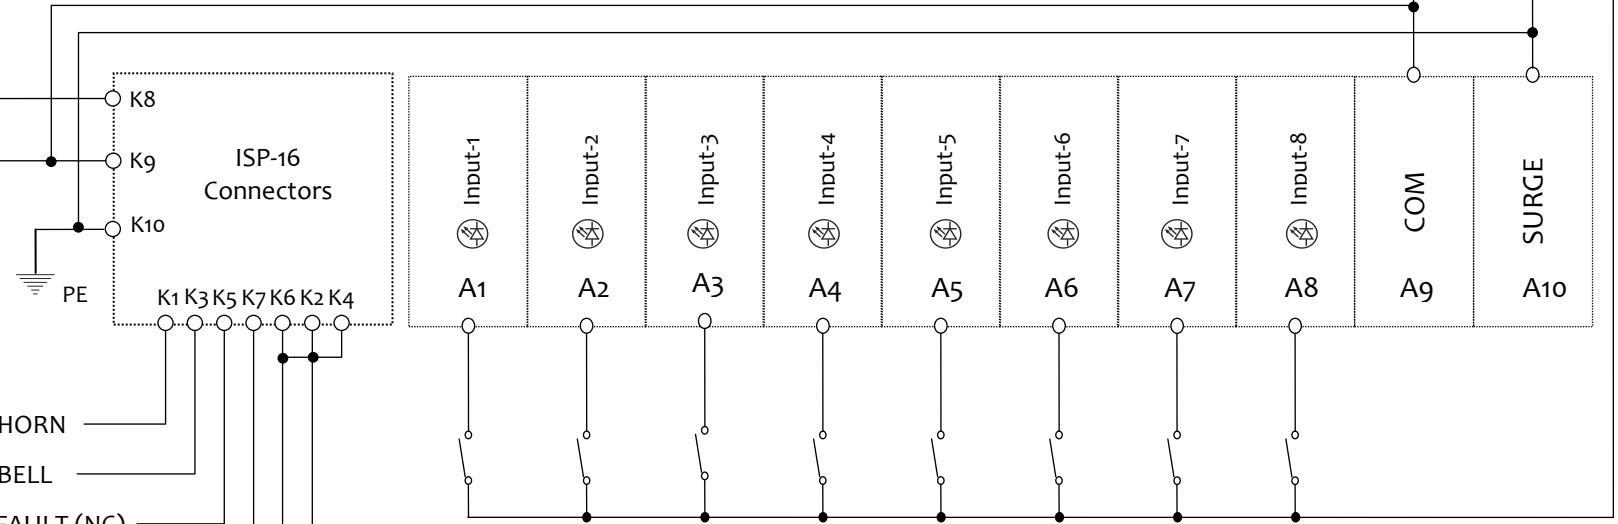 K8
K9
K10
ISP-16
Connectors
PE
K1 K3 K5 K7 K6 K2 K4
HORN
BELL
FAULT (NC)
Input-1
Input-2
Input-3
Input-4
Input-5
Input-6
Input-7
Input-8
COM
SURGE
A1
A2
A3
A4
A5
A6
A7
A8
A9
A10